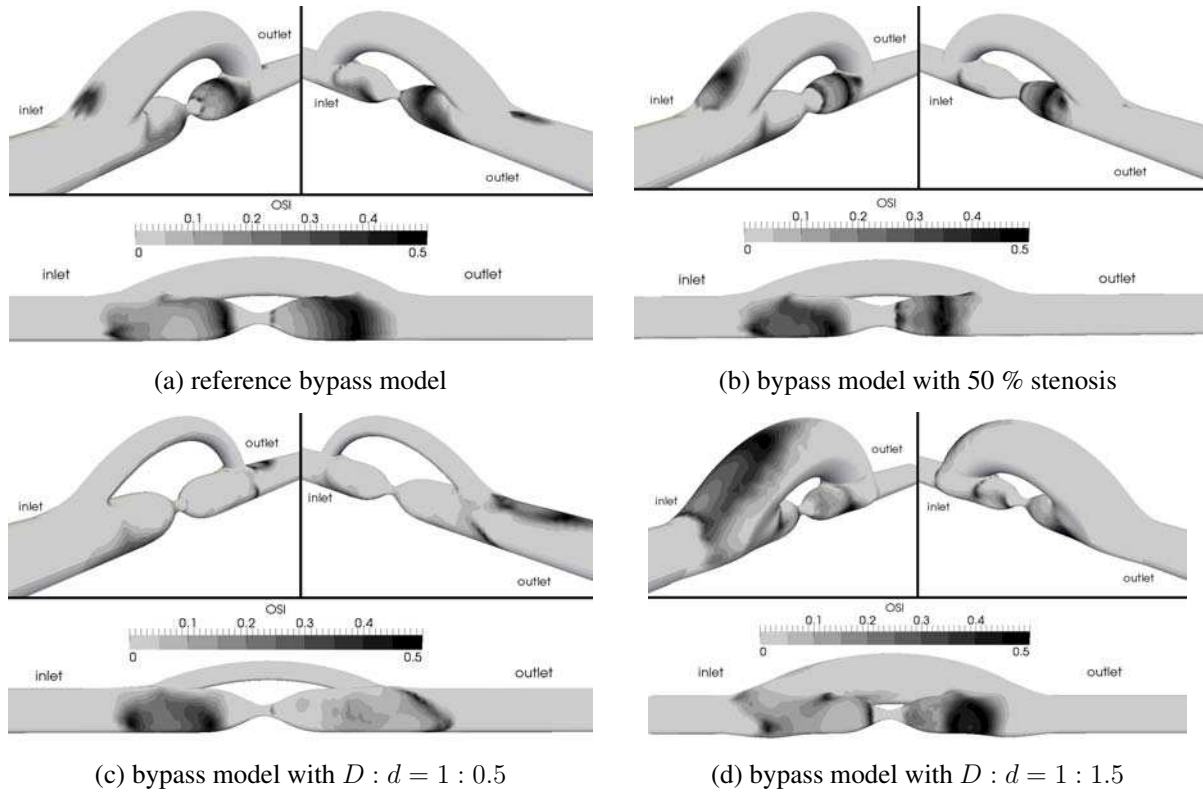 outlet
inlet
inlet
outlet
OSI
0.1 0.2 0.3 0.4
0 0.5
inlet
outlet
(a) reference bypass model
outlet
inlet
inlet
outlet
OSI
0.1 0.2 0.3 0.4
0 0.5
inlet
outlet
(b) bypass model with 50 % stenosis
outlet
inlet
inlet
outlet
OSI
0.1 0.2 0.3 0.4
0 0.5
inlet
outlet
(c) bypass model with D : d = 1 : 0.5
outlet
inlet
inlet
outlet
OSI
0.1 0.2 0.3 0.4
0 0.5
inlet
outlet
(d) bypass model with D : d = 1 : 1.5